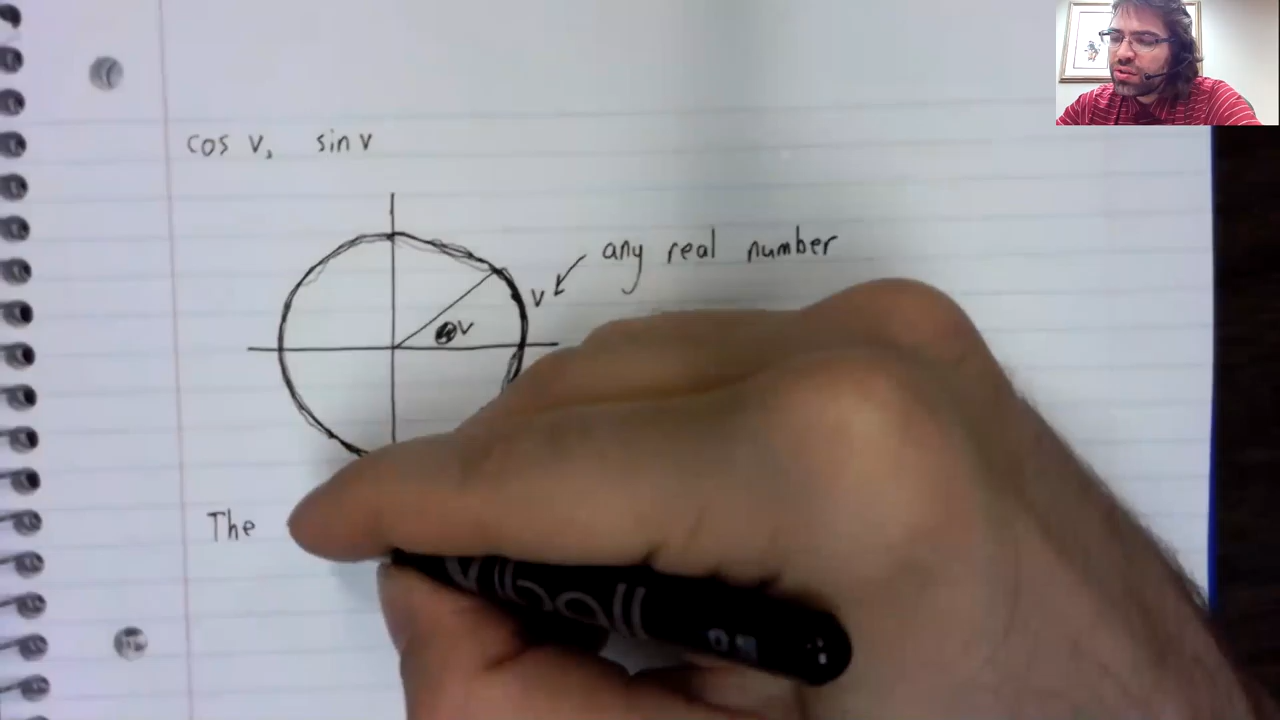 cos v, sin v
any real number
v
v
The